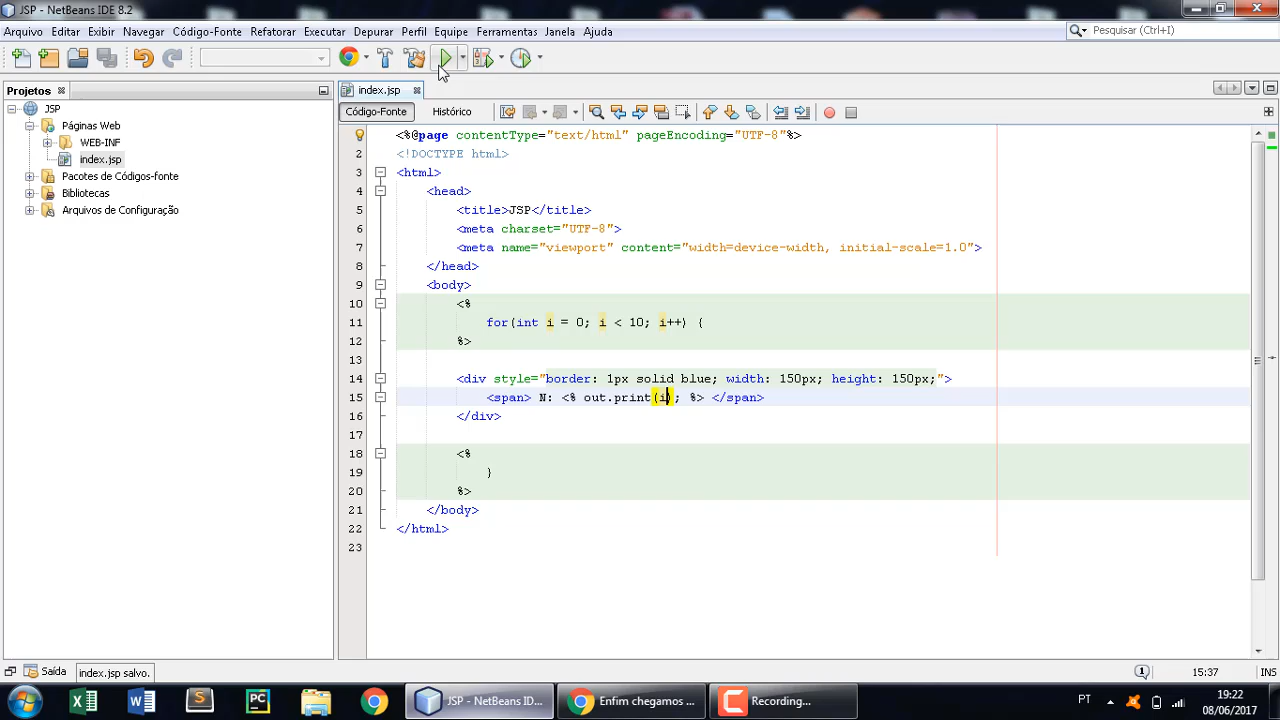 JSP - NetBeans IDE 8.2
Arquivo Editar Exibir Navegar Código-Fonte Refatorar Executar Depurar Perfil Equipe Ferramentas Janela Ajuda
Pesquisar (Ctrl+I)
Projetos
index.jsp
JSP
Código-Fonte
Histórico
Páginas Web
WEB-INF
index.jsp
Pacotes de Códigos-fonte
Bibliotecas
Arquivos de Configuração
<%@page contentType="text/html" pageEncoding="UTF-8"%>
2 <!DOCTYPE html>
3 <html>
4 <head>
5 <title>JSP</title>
6 <meta charset="UTF-8">
7 <meta name="viewport" content="width=device-width, initial-scale=1.0">
8 </head>
9 <body>
10 <%
11 for(int i = 0; i < 10; i++) {
12 %>
13
14 <div style="border: 1px solid blue; width: 150px; height: 150px;">
15 <span> N: <% out.print(i); %> </span>
16 </div>
17
18 <%
19 }
20 %>
21 </body>
22 </html>
23
Saída
index.jsp salvo.
1
15:37
INS
JSP - NetBeans IDE...
Enfim chegamos ...
Recording...
PT
19:22
08/06/2017